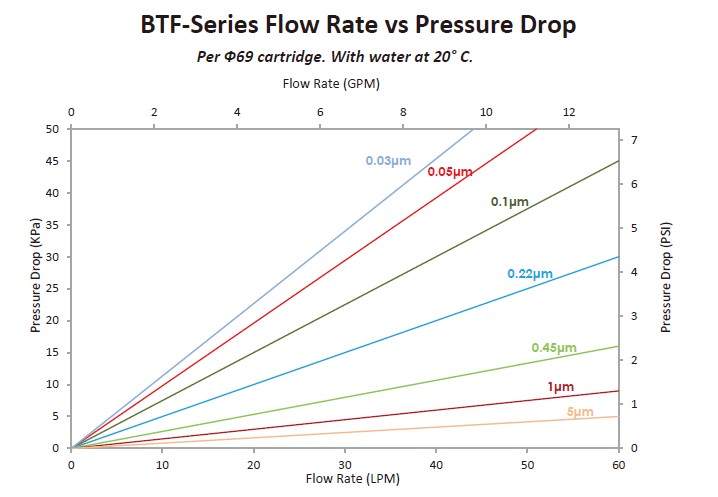 BTF-Series Flow Rate vs Pressure Drop
Per Φ69 cartridge. With water at 20° C.
Flow Rate (GPM)
0 2 4 6 8 10 12
50
45
40
35
30
25
20
15
10
5
0
Pressure Drop (KPa)
0.03µm
0.05µm
0.1µm
0.22µm
0.45µm
1µm
5µm
7
6
5
4
3
2
1
0
Pressure Drop (PSI)
0 10 20 30 40 50 60
Flow Rate (LPM)